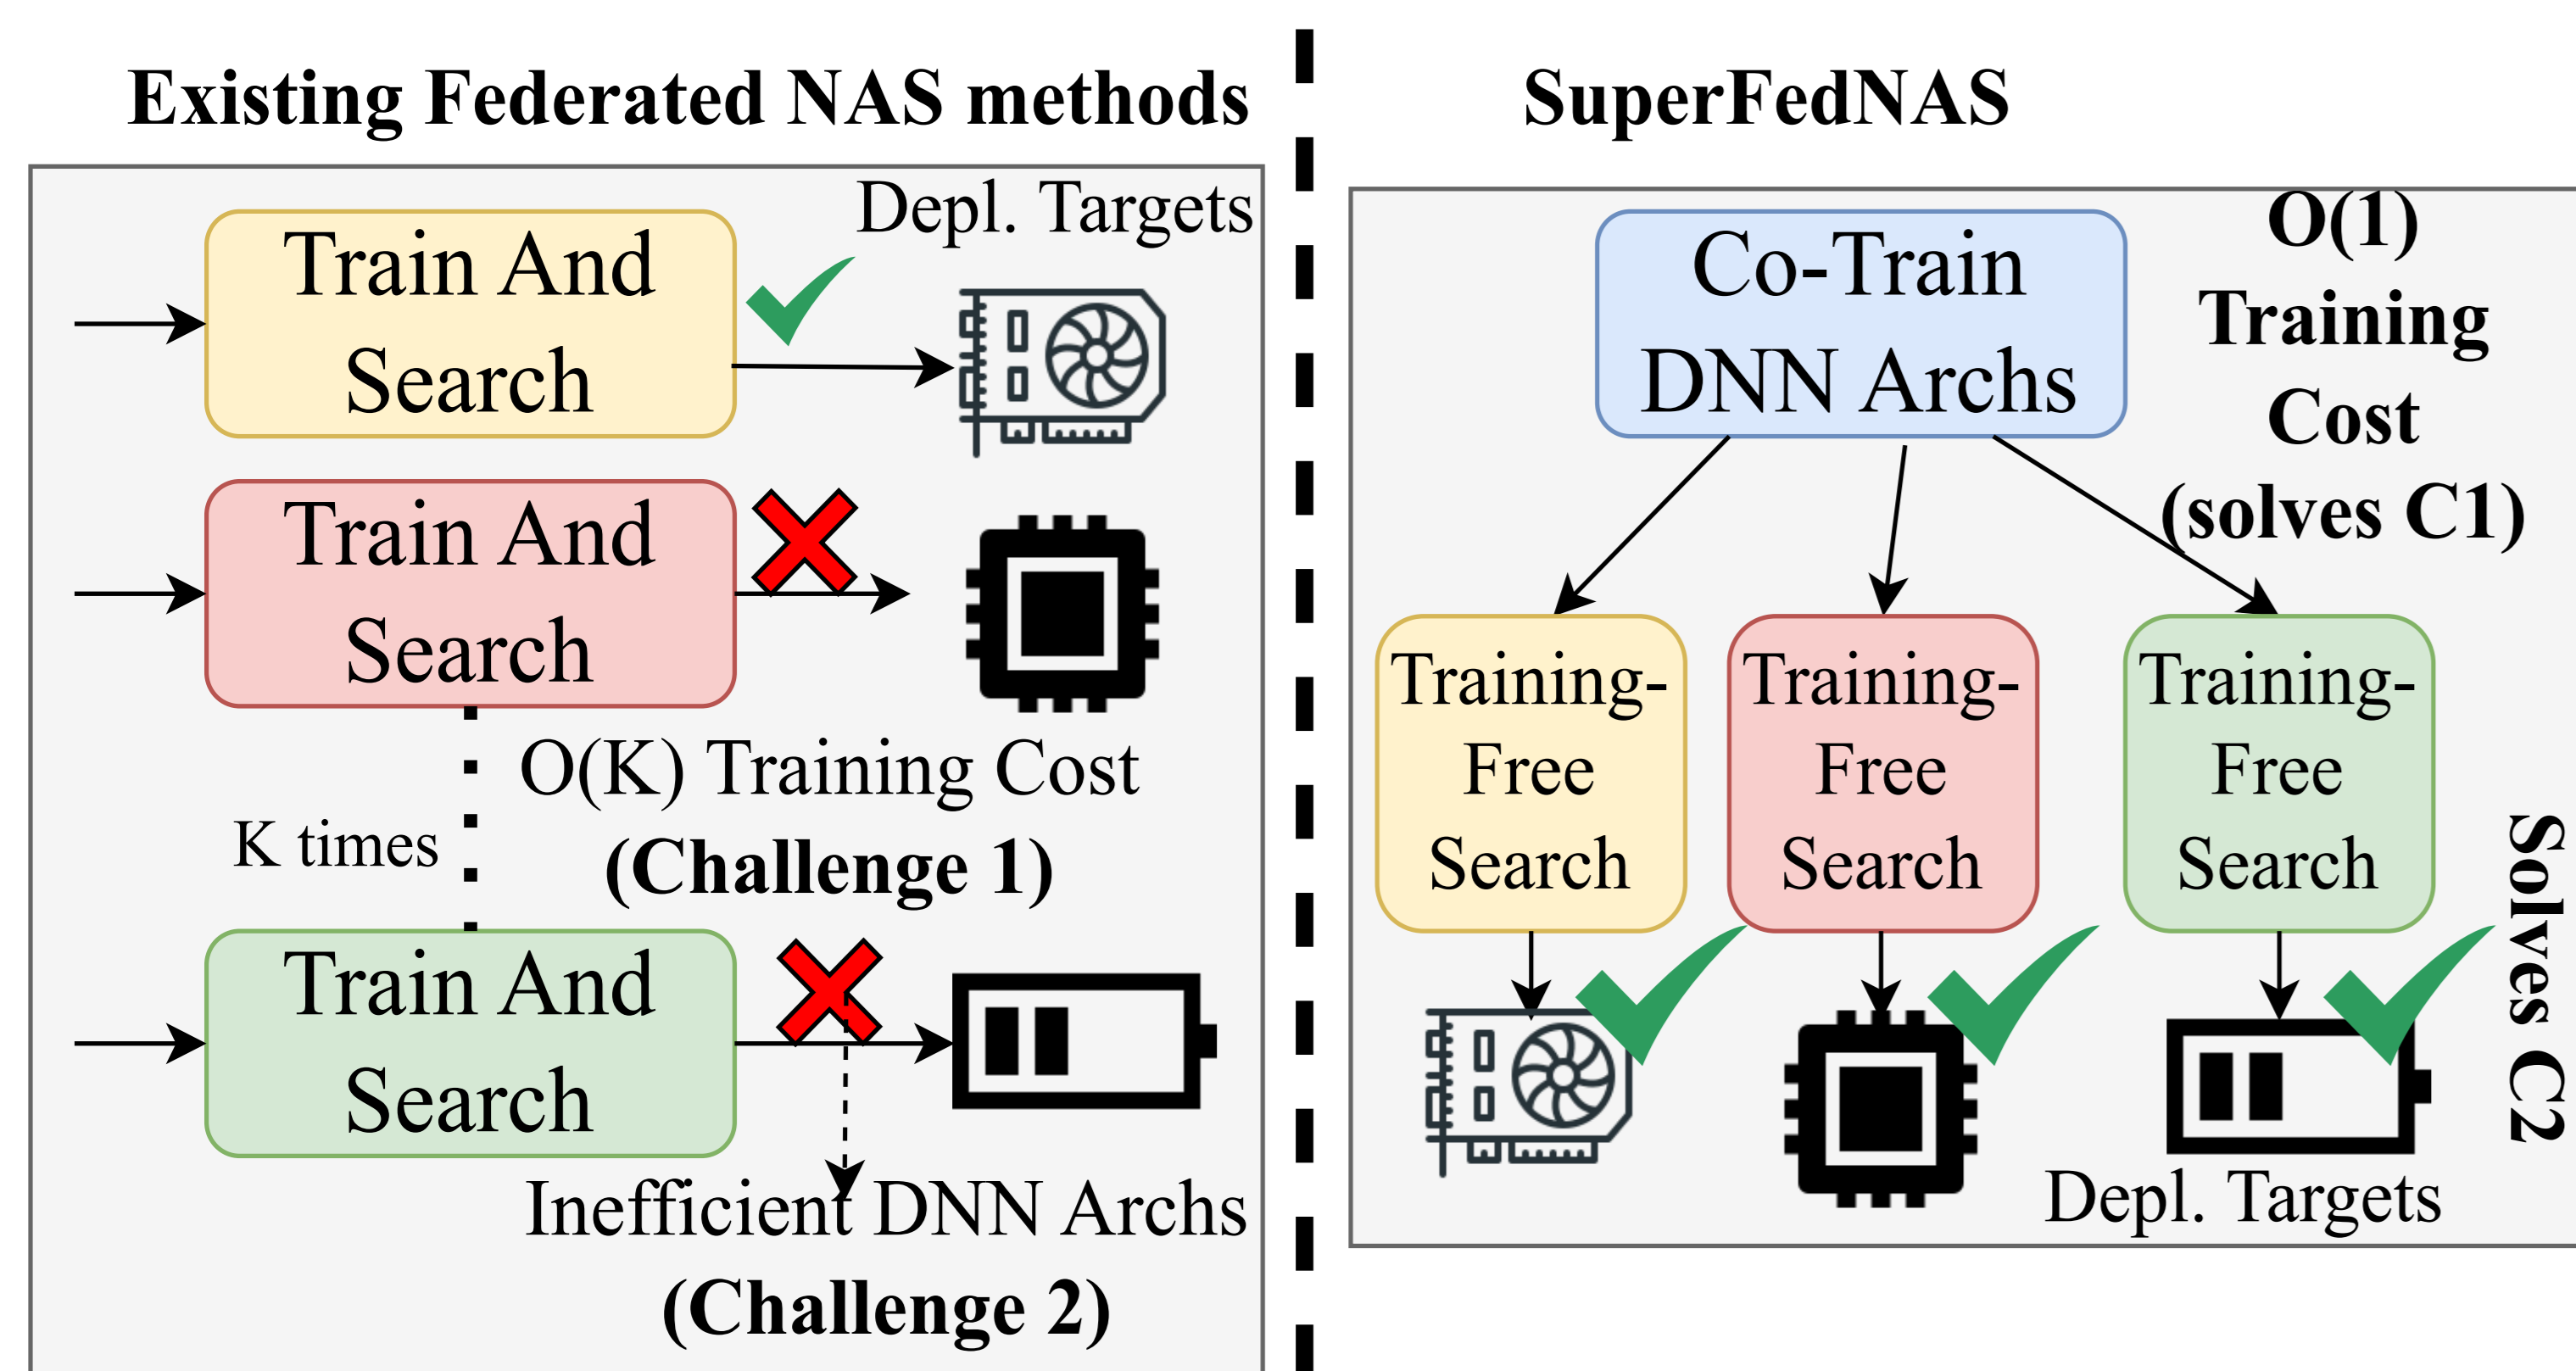 Existing Federated NAS methods
Depl. Targets
Train And
Search
Train And
Search
O(K) Training Cost
K times
(Challenge 1)
Train And
Search
Inefficient DNN Archs
(Challenge 2)
SuperFedNAS
Co-Train
DNN Archs
O(1)
Training
Cost
(solves C1)
Training-
Free
Search
Training-
Free
Search
Training-
Free
Search
Solves C2
Depl. Targets